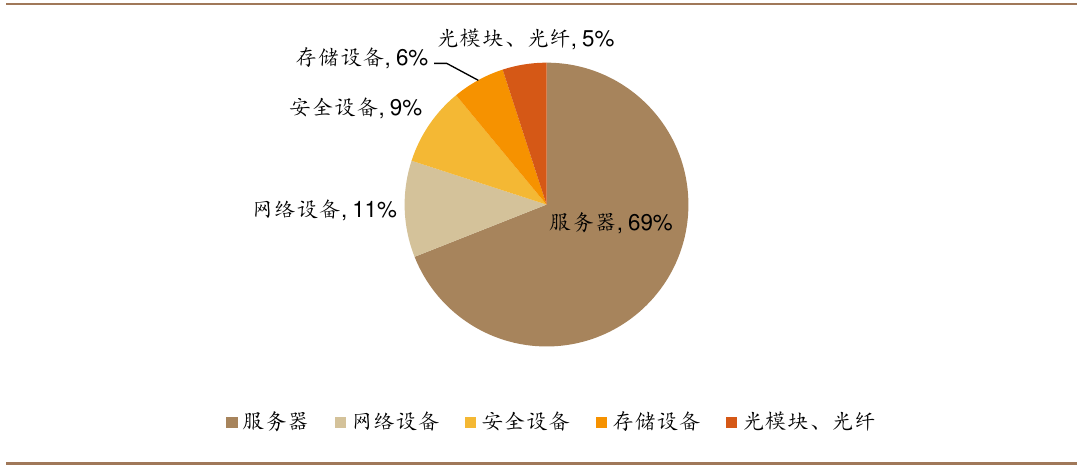 光模块、光纤, 5%
存储设备, 6%
安全设备, 9%
网络设备, 11%
服务器, 69%
服务器 网络设备 安全设备 存储设备 光模块、光纤